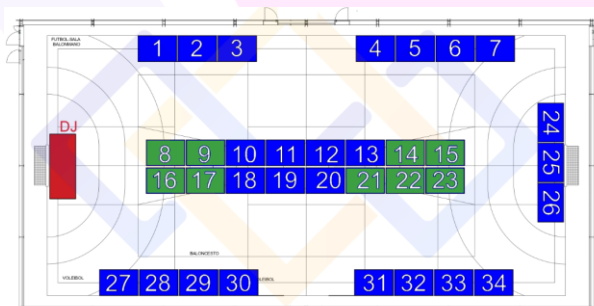 FUTBOL-SALA
BALONMANO
1 2 3 4 5 6 7
DJ
8 9 10 11 12 13 14 15
16 17 18 19 20 21 22 23
24
25
26
BALONCESTO
VOLEIBOL
27 28 29 30 31 32 33 34